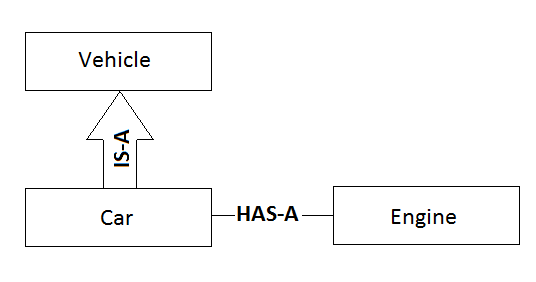 Vehicle
IS-A
Car
HAS-A
Engine